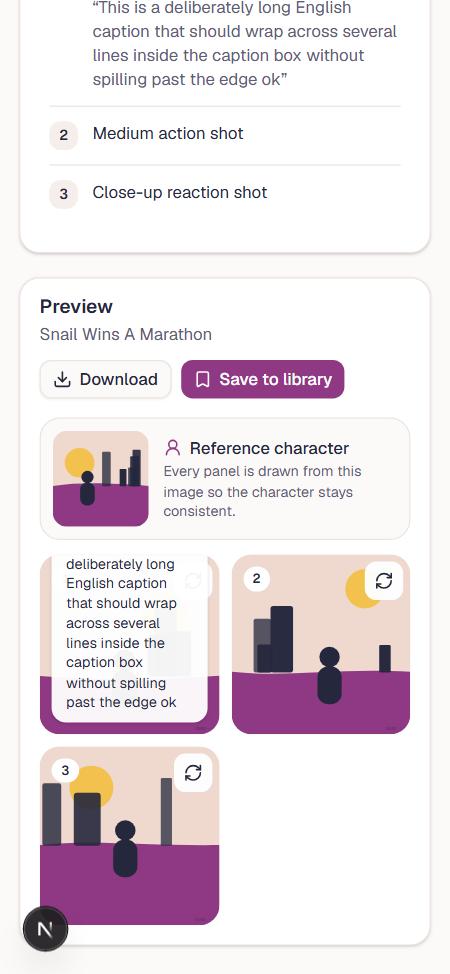 “This is a deliberately long English
caption that should wrap across several
lines inside the caption box without
spilling past the edge ok”
2 Medium action shot
3 Close-up reaction shot
Preview
Snail Wins A Marathon
Download
Save to library
Reference character
Every panel is drawn from this
image so the character stays
consistent.
deliberately long
English caption
that should wrap
across several
lines inside the
caption box
without spilling
past the edge ok
2
3
N